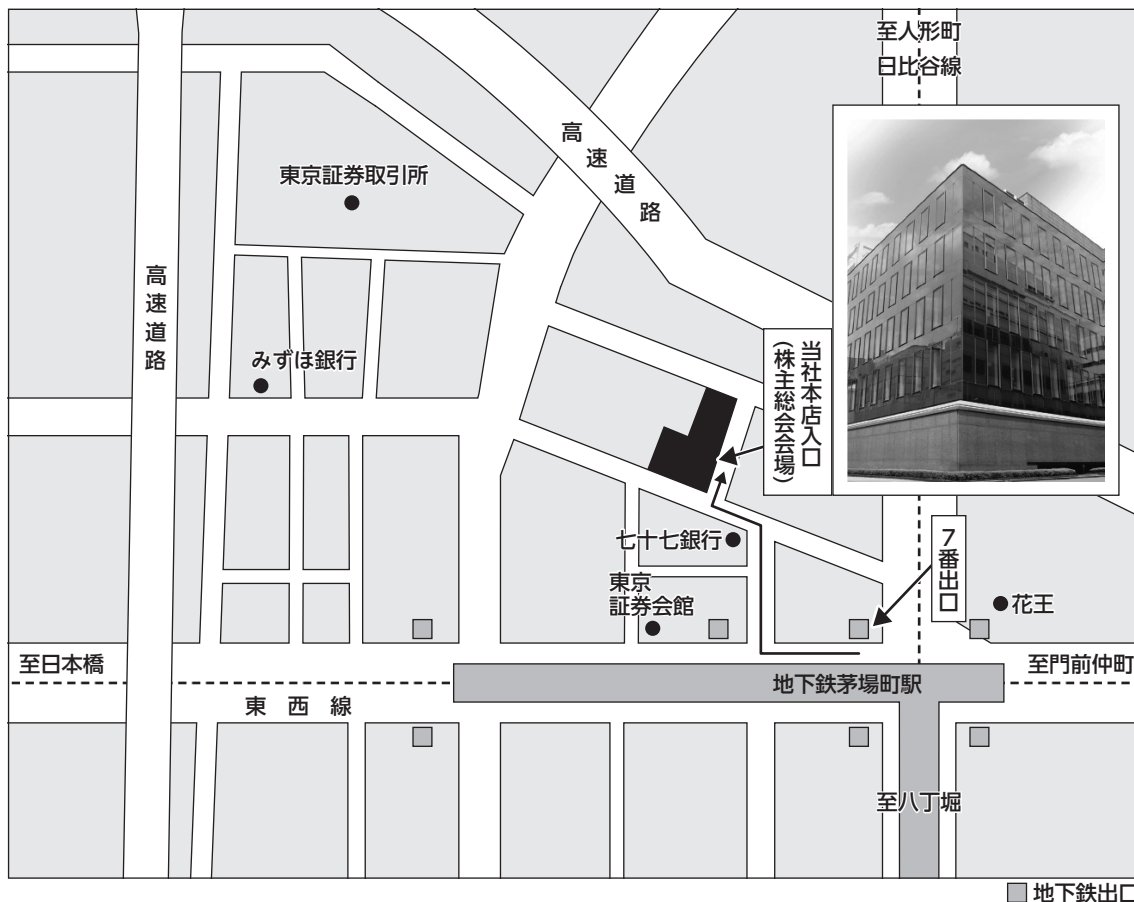 至人形町
日比谷線
高速道路
東京証券取引所
高速道路
みずほ銀行
当社本店入口
(株主総会会場)
七十七銀行
7番出口
東京
証券会館
花王
至日本橋
至門前仲町
地下鉄茅場町駅
東西線
至八丁堀
地下鉄出口